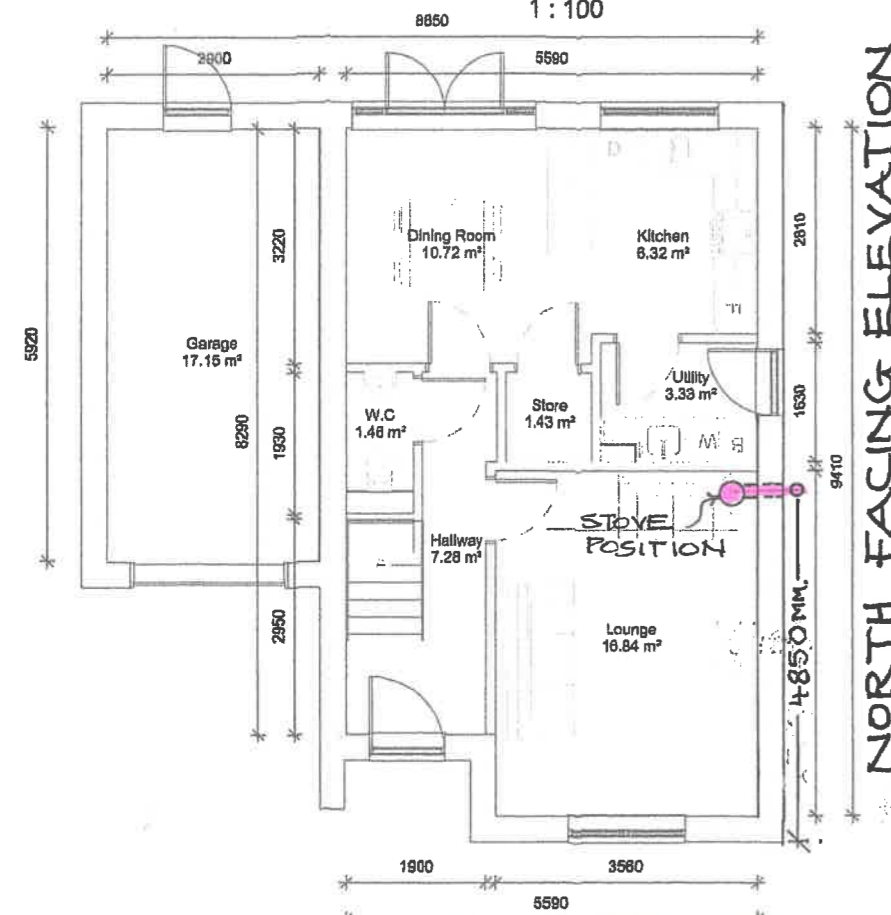 1 : 100
8850
2900
5590
5920
8290
3220
1930
2950
Garage
17.15 m²
Dining Room
10.72 m²
Kitchen
6.32 m²
2810
1630
9410
W.C
1.46 m²
Store
1.43 m²
Utility
3.33 m²
W
B
D
Hallway
7.28 m²
STOVE
POSITION
Lounge
16.84 m²
4850MM.
1900
3560
5590
NORTH FACING ELEVATION